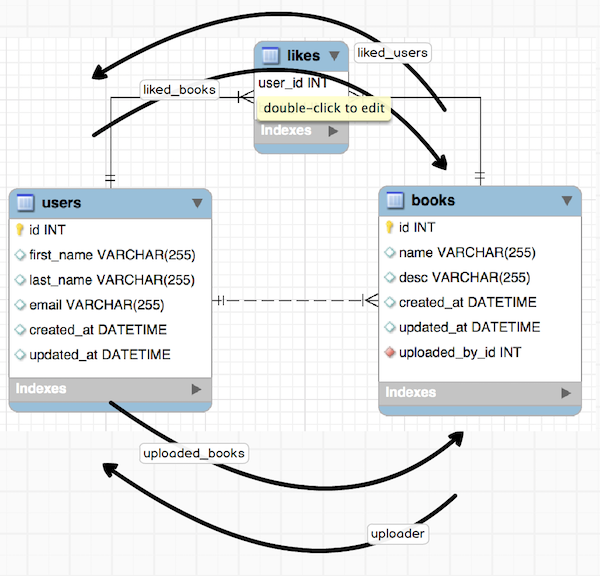 likes
liked_users
user_id INT
liked_books
double-click to edit
Indexes
users
id INT
first_name VARCHAR(255)
last_name VARCHAR(255)
email VARCHAR(255)
created_at DATETIME
updated_at DATETIME
Indexes
books
id INT
name VARCHAR(255)
desc VARCHAR(255)
created_at DATETIME
updated_at DATETIME
uploaded_by_id INT
Indexes
uploaded_books
uploader